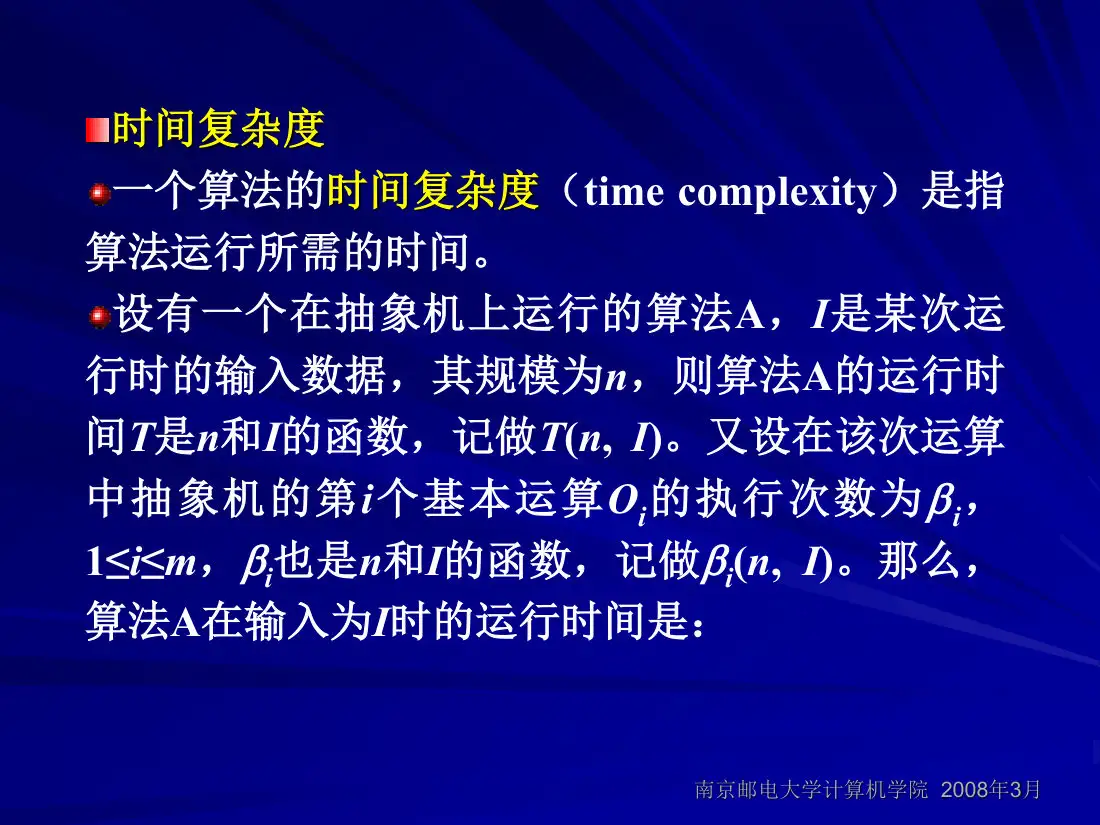 时间复杂度
一个算法的时间复杂度（time complexity）是指
算法运行所需的时间。
设有一个在抽象机上运行的算法A，I是某次运
行时的输入数据，其规模为n，则算法A的运行时
间T是n和I的函数，记做T(n, I)。又设在该次运算
中抽象机的第i个基本运算Oi的执行次数为βi，
1≤i≤m，βi也是n和I的函数，记做βi(n, I)。那么，
算法A在输入为I时的运行时间是：
南京邮电大学计算机学院 2008年3月